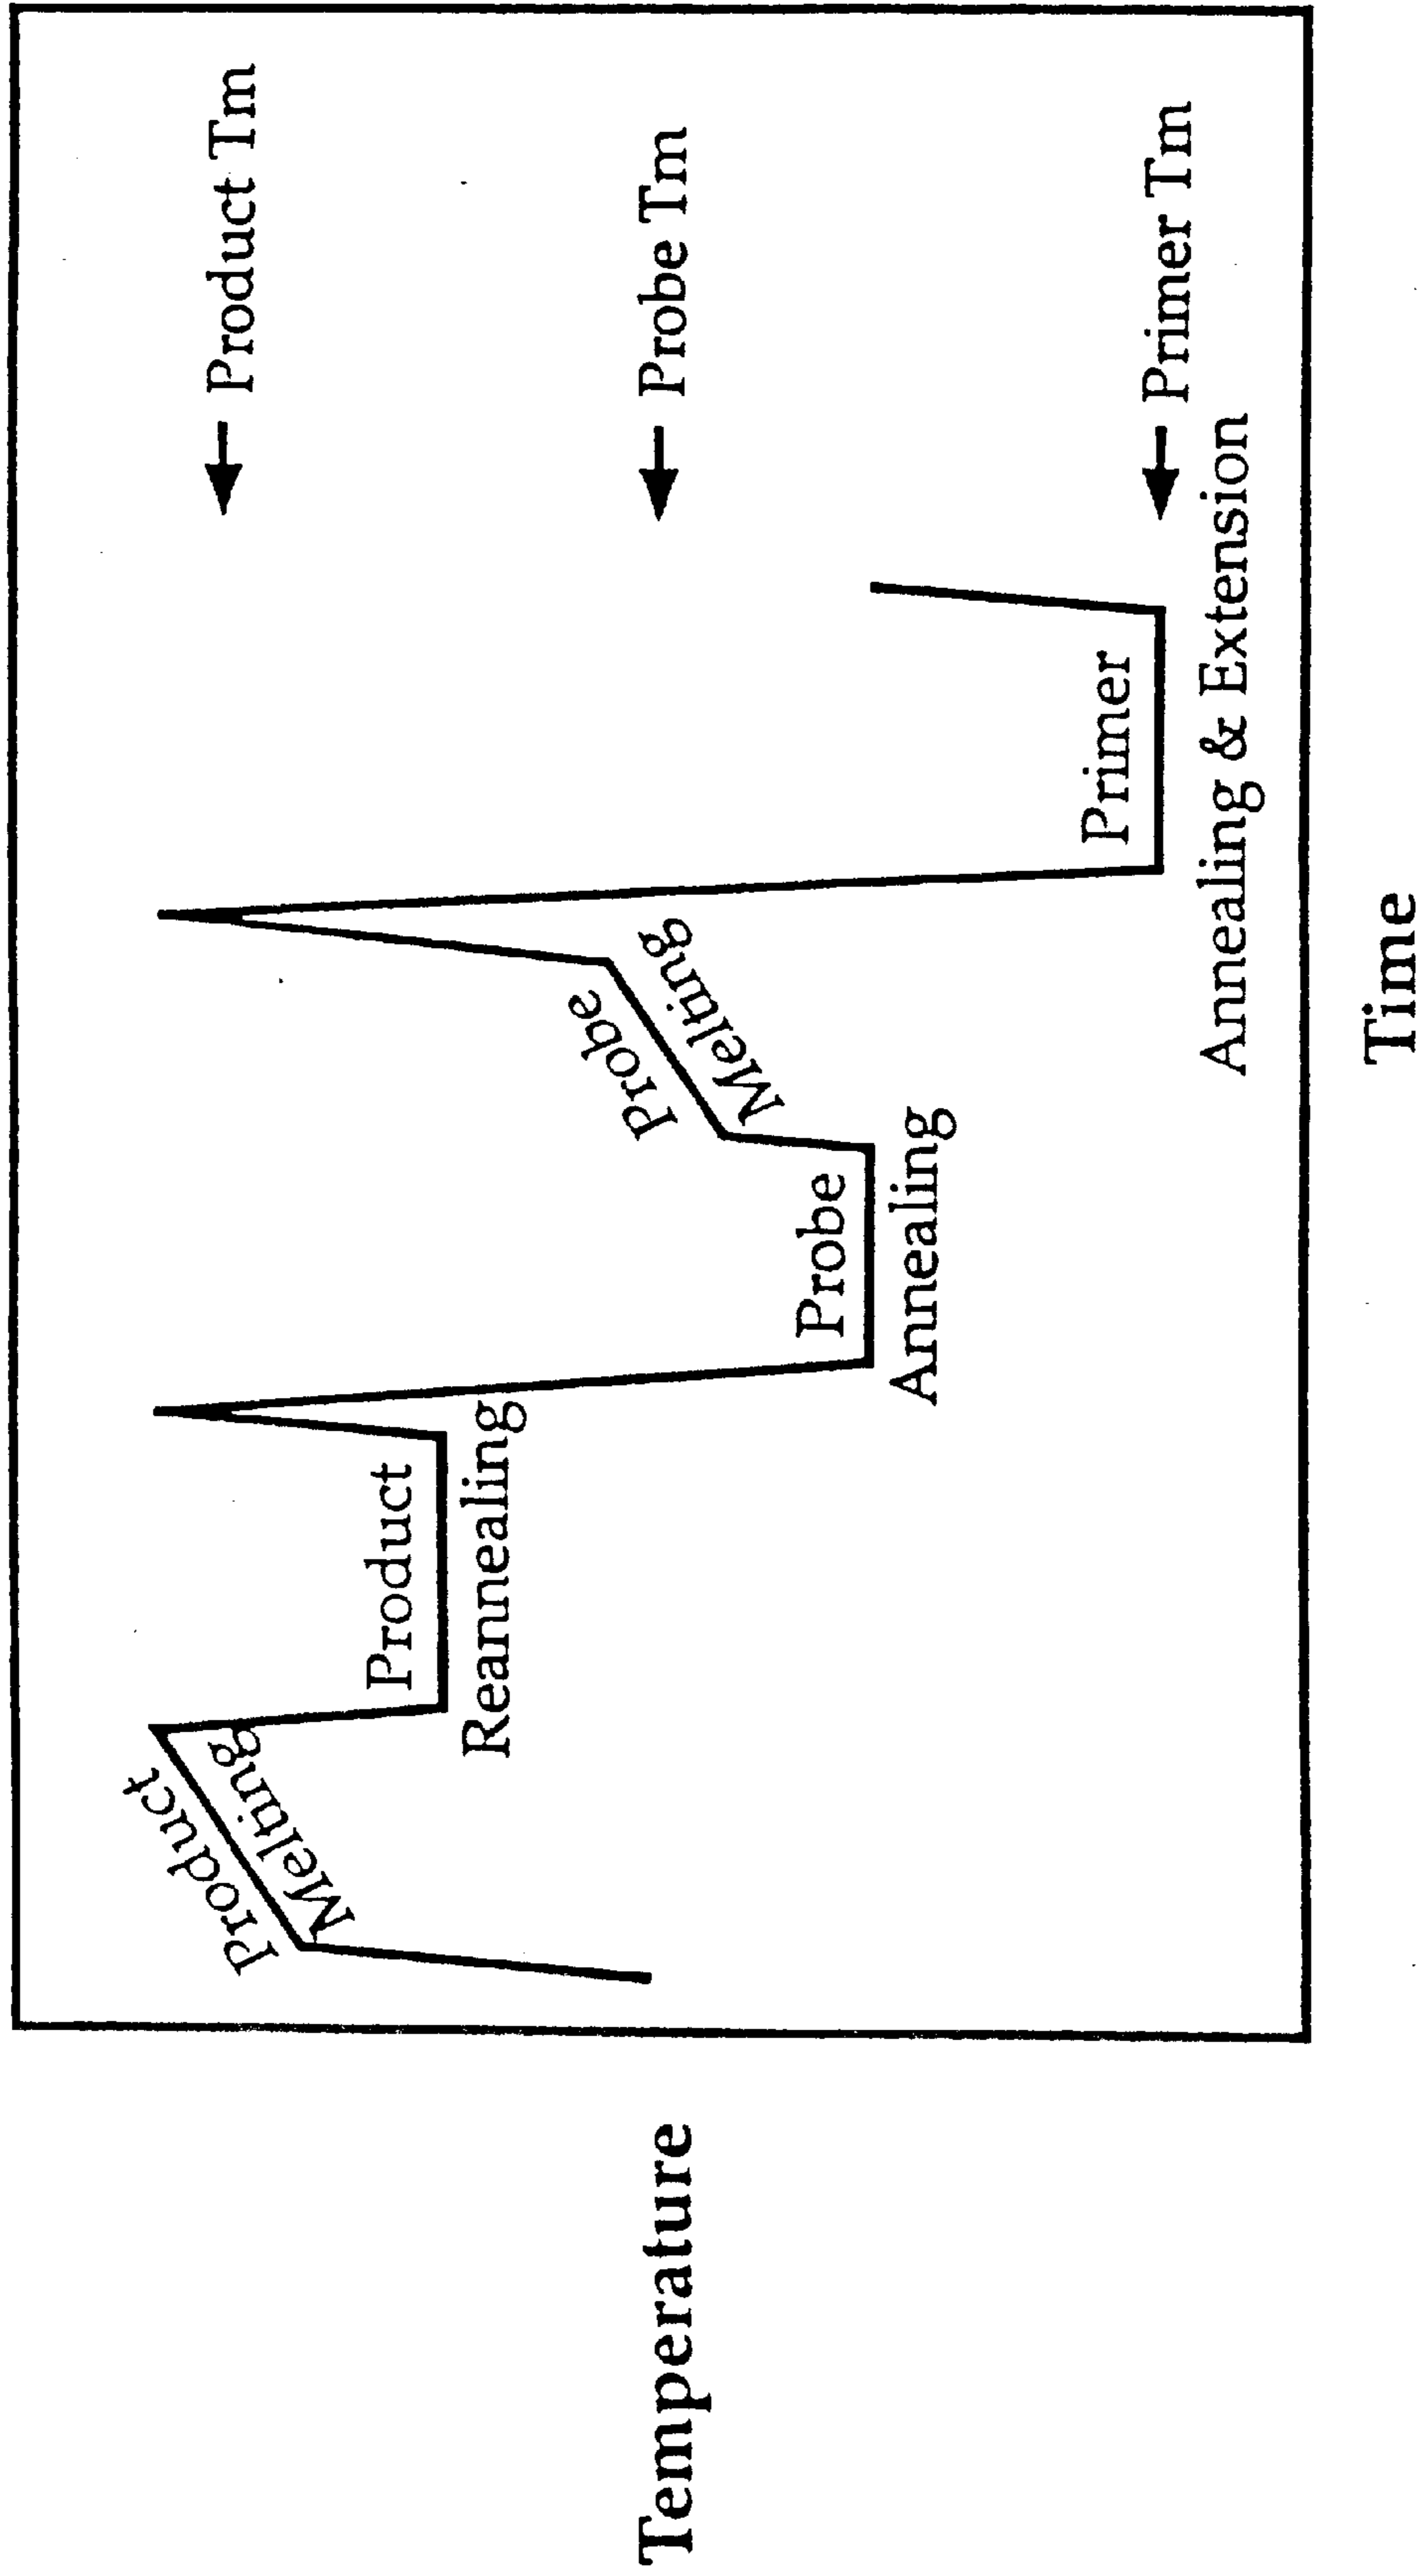 Temperature
Product
Melting
Product
Reannealing
Probe
Annealing
Probe
Melting
Primer
Annealing & Extension
Product Tm
Probe Tm
Primer Tm
Time